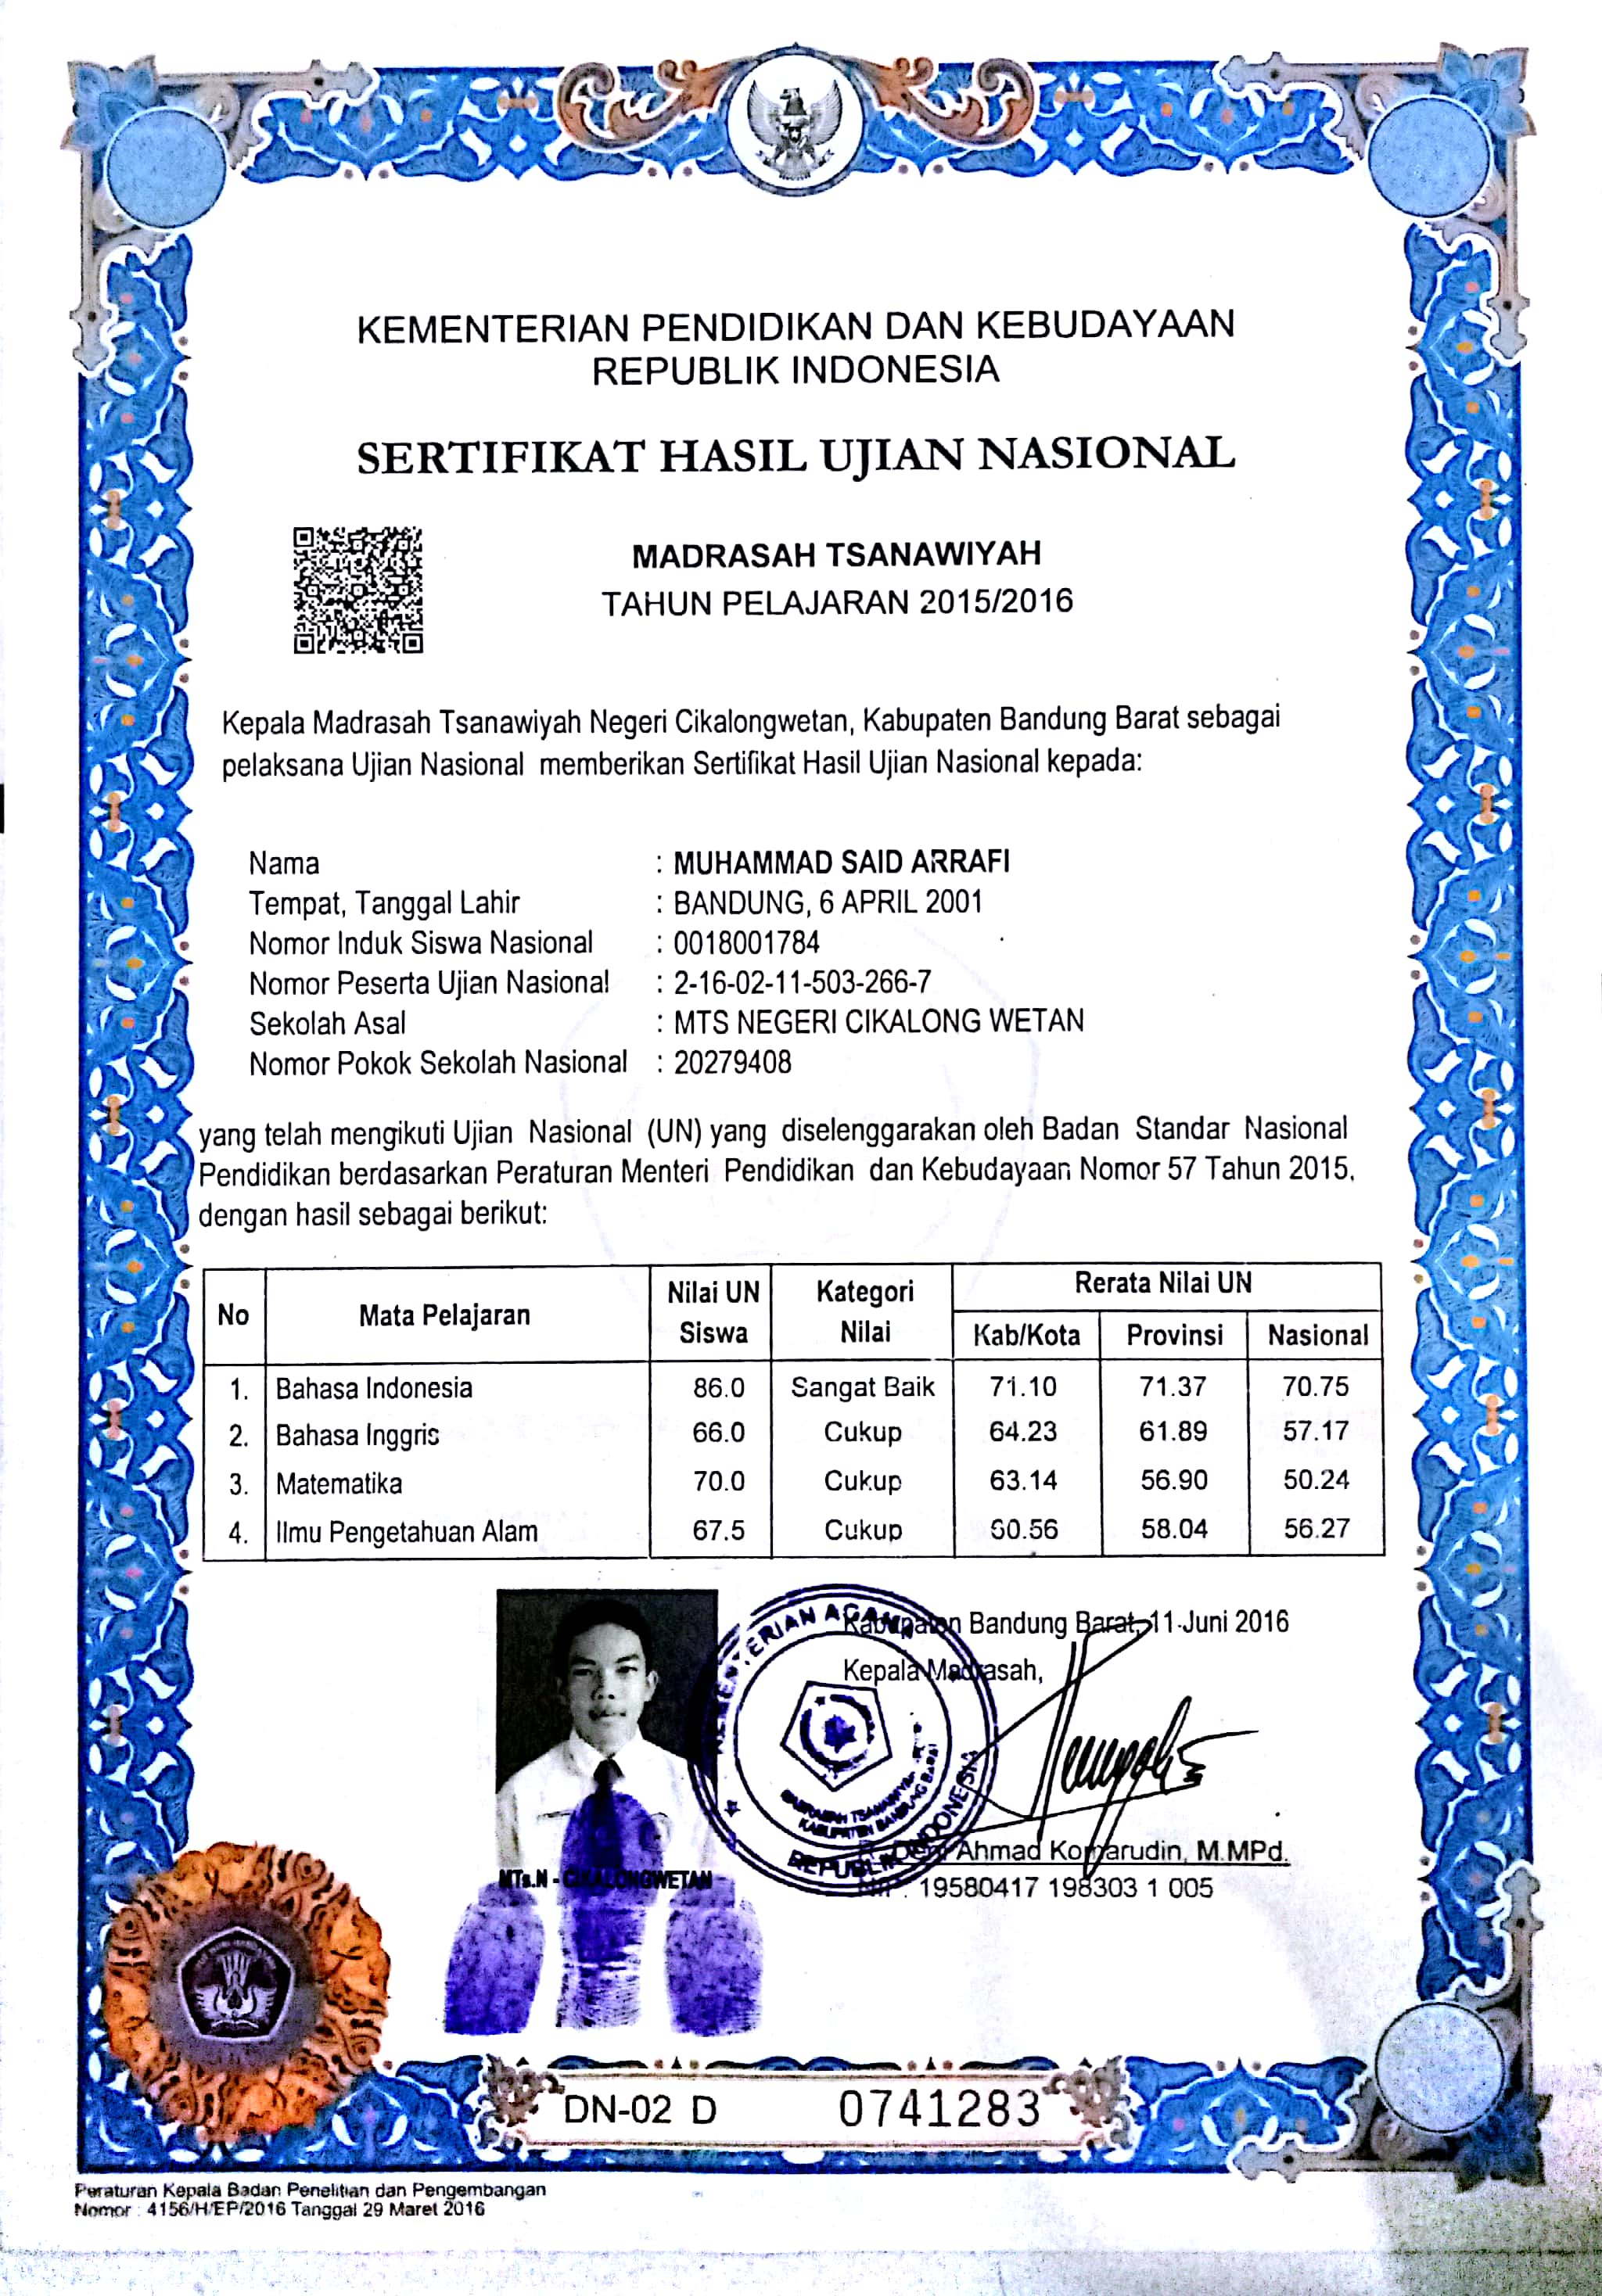 KEMENTERIAN PENDIDIKAN DAN KEBUDAYAAN
REPUBLIK INDONESIA
SERTIFIKAT HASIL UJIAN NASIONAL
MADRASAH TSANAWIYAH
TAHUN PELAJARAN 2015/2016
Kepala Madrasah Tsanawiyah Negeri Cikalongwetan, Kabupaten Bandung Barat sebagai
pelaksana Ujian Nasional memberikan Sertifikat Hasil Ujian Nasional kepada:
Nama : MUHAMMAD SAID ARRAFI
Tempat, Tanggal Lahir : BANDUNG, 6 APRIL 2001
Nomor Induk Siswa Nasional : 0018001784
Nomor Peserta Ujian Nasional : 2-16-02-11-503-266-7
Sekolah Asal : MTS NEGERI CIKALONG WETAN
Nomor Pokok Sekolah Nasional : 20279408
yang telah mengikuti Ujian Nasional (UN) yang diselenggarakan oleh Badan Standar Nasional
Pendidikan berdasarkan Peraturan Menteri Pendidikan dan Kebudayaan Nomor 57 Tahun 2015,
dengan hasil sebagai berikut:
No Mata Pelajaran Nilai UN Siswa Kategori Nilai Rerata Nilai UN
Kab/Kota Provinsi Nasional
1. Bahasa Indonesia 86.0 Sangat Baik 71.10 71.37 70.75
2. Bahasa Inggris 66.0 Cukup 64.23 61.89 57.17
3. Matematika 70.0 Cukup 63.14 56.90 50.24
4. Ilmu Pengetahuan Alam 67.5 Cukup 60.56 58.04 56.27
Kabupaten Bandung Barat, 11 Juni 2016
Kepala Madrasah,
KEMENTERIAN AGAMA
MADRASAH TSANAWIYAH
KABUPATEN BANDUNG BARAT
REPUBLIK INDONESIA
Ahmad Komarudin, M.MPd.
NIP : 19580417 198303 1 005
MTs.N - CIKALONGWETAN
DN-02 D 0741283
Peraturan Kepala Badan Penelitian dan Pengembangan
Nomor : 4156/H/EP/2016 Tanggal 29 Maret 2016